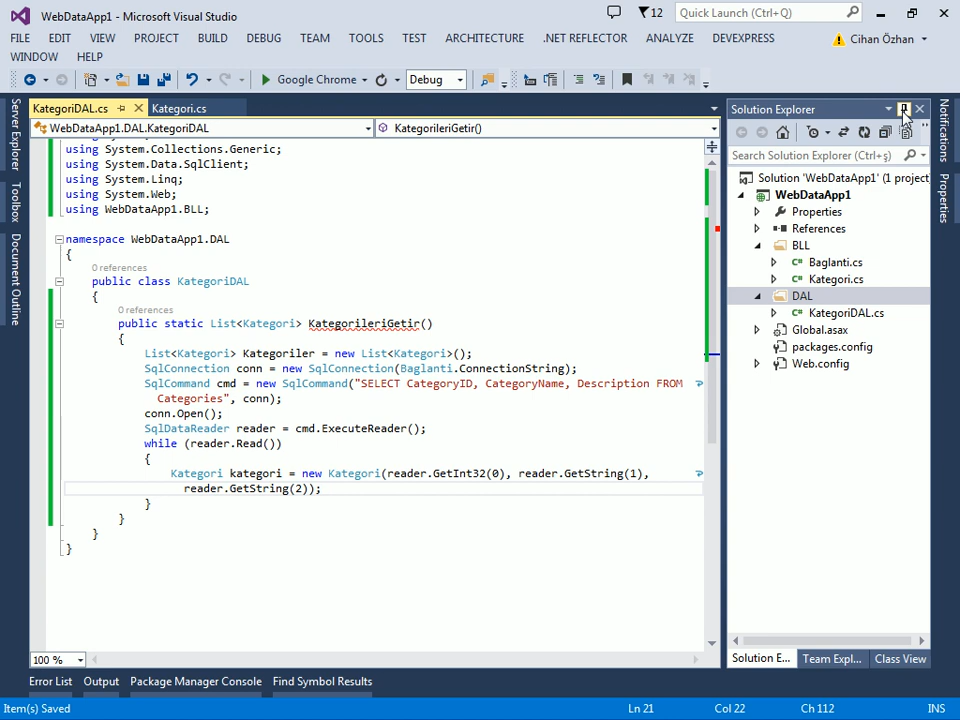 WebDataApp1 - Microsoft Visual Studio
12
Quick Launch (Ctrl+Q)
FILE EDIT VIEW PROJECT BUILD DEBUG TEAM TOOLS TEST ARCHITECTURE .NET REFLECTOR ANALYZE DEVEXPRESS
Cihan Özhan
WINDOW HELP
Google Chrome
Debug
Server Explorer
Toolbox
Document Outline
KategoriDAL.cs
Kategori.cs
WebDataApp1.DAL.KategoriDAL
KategorileriGetir()
using System.Collections.Generic;
using System.Data.SqlClient;
using System.Linq;
using System.Web;
using WebDataApp1.BLL;
namespace WebDataApp1.DAL
{
0 references
public class KategoriDAL
{
0 references
public static List<Kategori> KategorileriGetir()
{
List<Kategori> Kategoriler = new List<Kategori>();
SqlConnection conn = new SqlConnection(Baglanti.ConnectionString);
SqlCommand cmd = new SqlCommand("SELECT CategoryID, CategoryName, Description FROM
Categories", conn);
conn.Open();
SqlDataReader reader = cmd.ExecuteReader();
while (reader.Read())
{
Kategori kategori = new Kategori(reader.GetInt32(0), reader.GetString(1),
reader.GetString(2));
}
}
}
}
100 %
Solution Explorer
Search Solution Explorer (Ctrl+ş)
Solution 'WebDataApp1' (1 project
WebDataApp1
Properties
References
BLL
Baglanti.cs
Kategori.cs
DAL
KategoriDAL.cs
Global.asax
packages.config
Web.config
Solution E...
Team Expl...
Class View
Notifications
Properties
Error List
Output
Package Manager Console
Find Symbol Results
Item(s) Saved
Ln 21
Col 22
Ch 112
INS